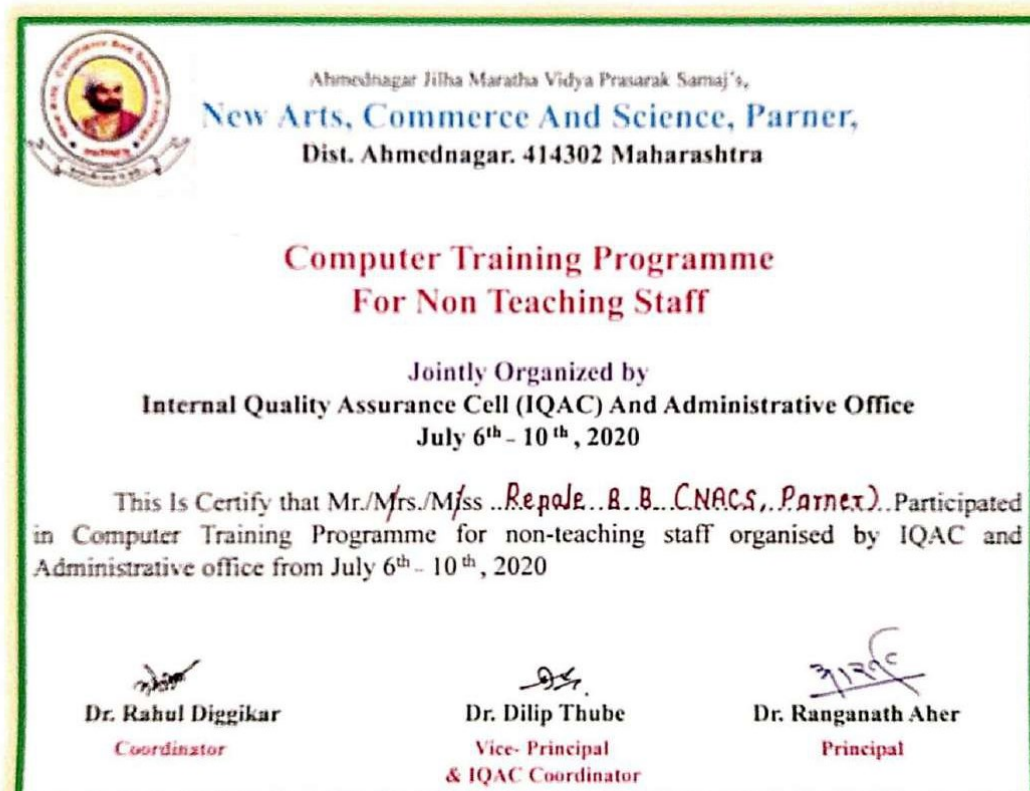 Ahmednagar Jilha Maratha Vidya Prasarak Samaj's,
New Arts, Commerce And Science, Parner,
Dist. Ahmednagar. 414302 Maharashtra
Computer Training Programme
For Non Teaching Staff
Jointly Organized by
Internal Quality Assurance Cell (IQAC) And Administrative Office
July 6th - 10th, 2020
This Is Certify that Mr./Mrs./Miss ..Repale..B.B...(NACS,.Parner)..Participated
in Computer Training Programme for non-teaching staff organised by IQAC and
Administrative office from July 6th - 10th, 2020
Dr. Rahul Diggikar
Dr. Dilip Thube
Dr. Ranganath Aher
Coordinator
Vice- Principal
Principal
& IQAC Coordinator